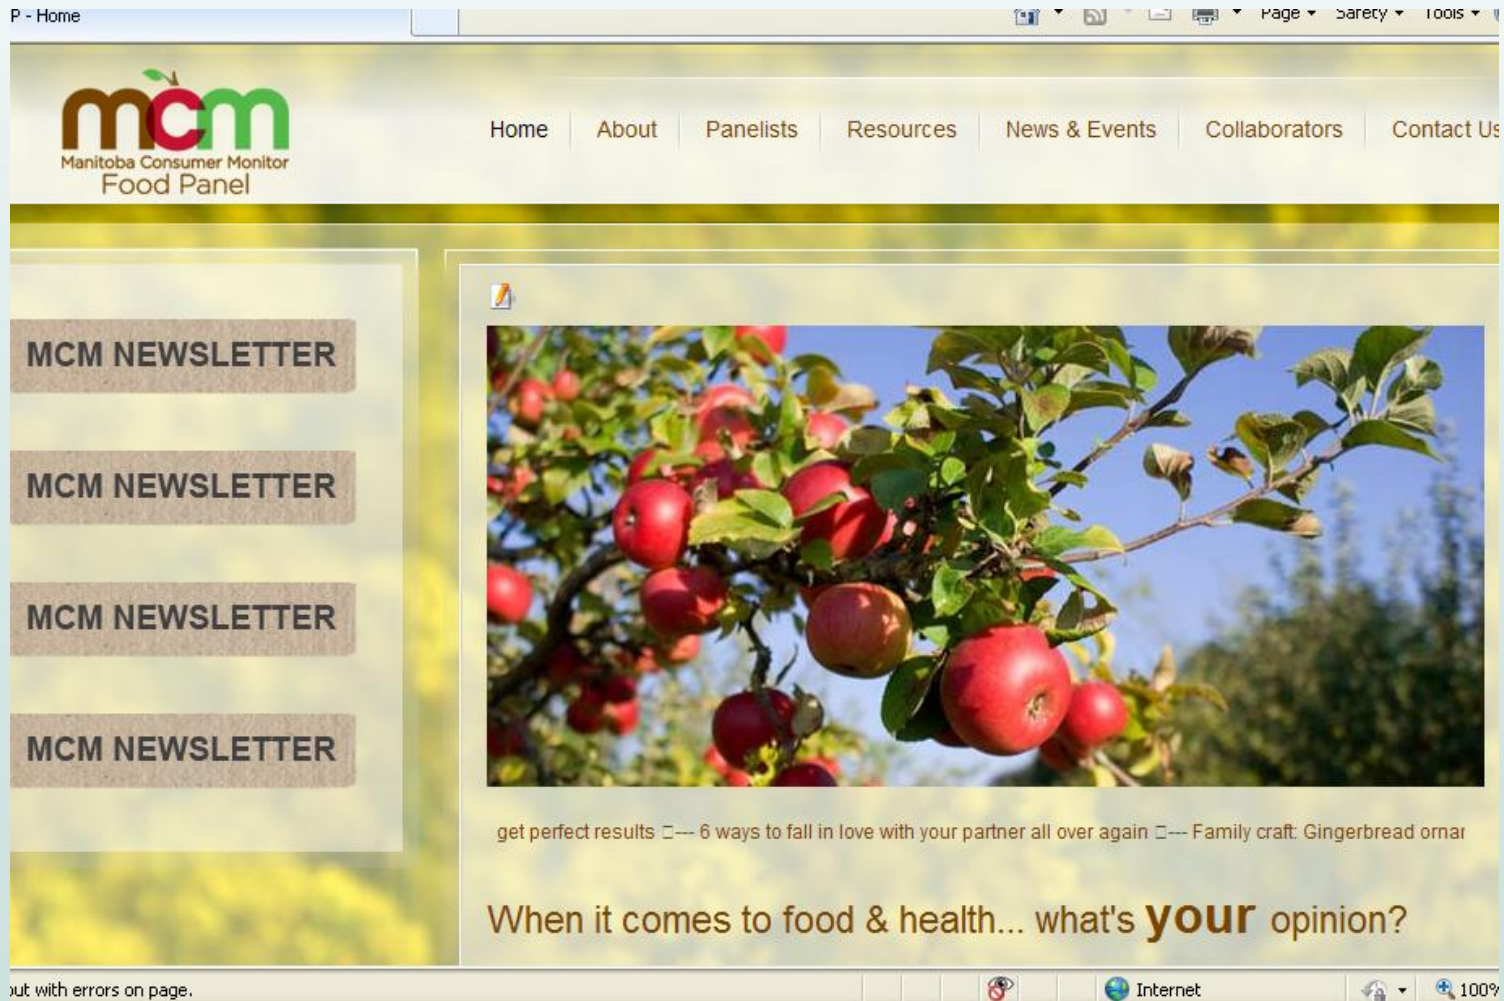 P - Home
Page Safety Tools
mcm
Manitoba Consumer Monitor
Food Panel
Home About Panelists Resources News & Events Collaborators Contact Us
MCM NEWSLETTER
MCM NEWSLETTER
MCM NEWSLETTER
MCM NEWSLETTER
get perfect results □--- 6 ways to fall in love with your partner all over again □--- Family craft: Gingerbread ornar
When it comes to food & health... what's your opinion?
out with errors on page. Internet 100%